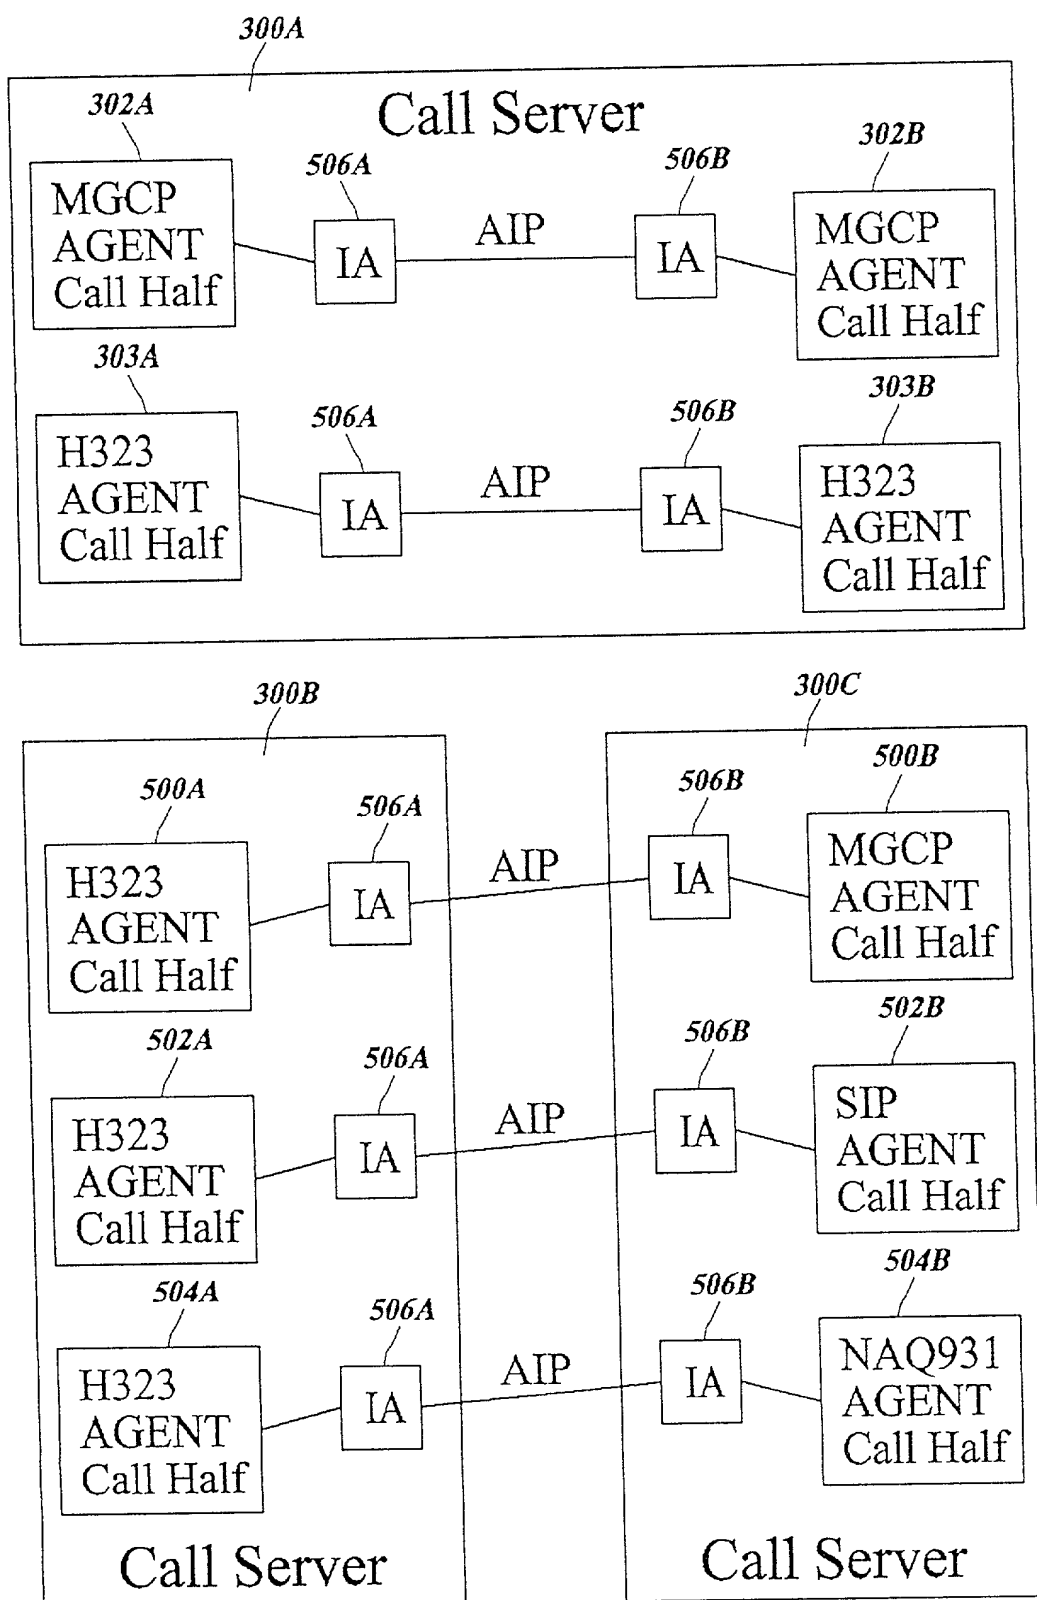 300A
Call Server
302A
506A
506B
302B
MGCP
AGENT
Call Half
IA
AIP
IA
MGCP
AGENT
Call Half
303A
506A
506B
303B
H323
AGENT
Call Half
IA
AIP
IA
H323
AGENT
Call Half
300B
300C
500A
506A
506B
500B
H323
AGENT
Call Half
IA
AIP
IA
MGCP
AGENT
Call Half
502A
506A
506B
502B
H323
AGENT
Call Half
IA
AIP
IA
SIP
AGENT
Call Half
504A
506A
506B
504B
H323
AGENT
Call Half
IA
AIP
IA
NAQ931
AGENT
Call Half
Call Server
Call Server